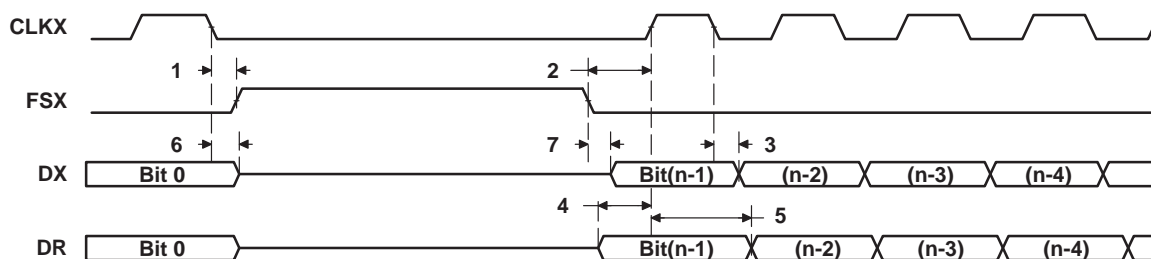 CLKX
1 2
FSX
6 7 3
DX Bit 0 Bit(n-1) (n-2) (n-3) (n-4)
4 5
DR Bit 0 Bit(n-1) (n-2) (n-3) (n-4)